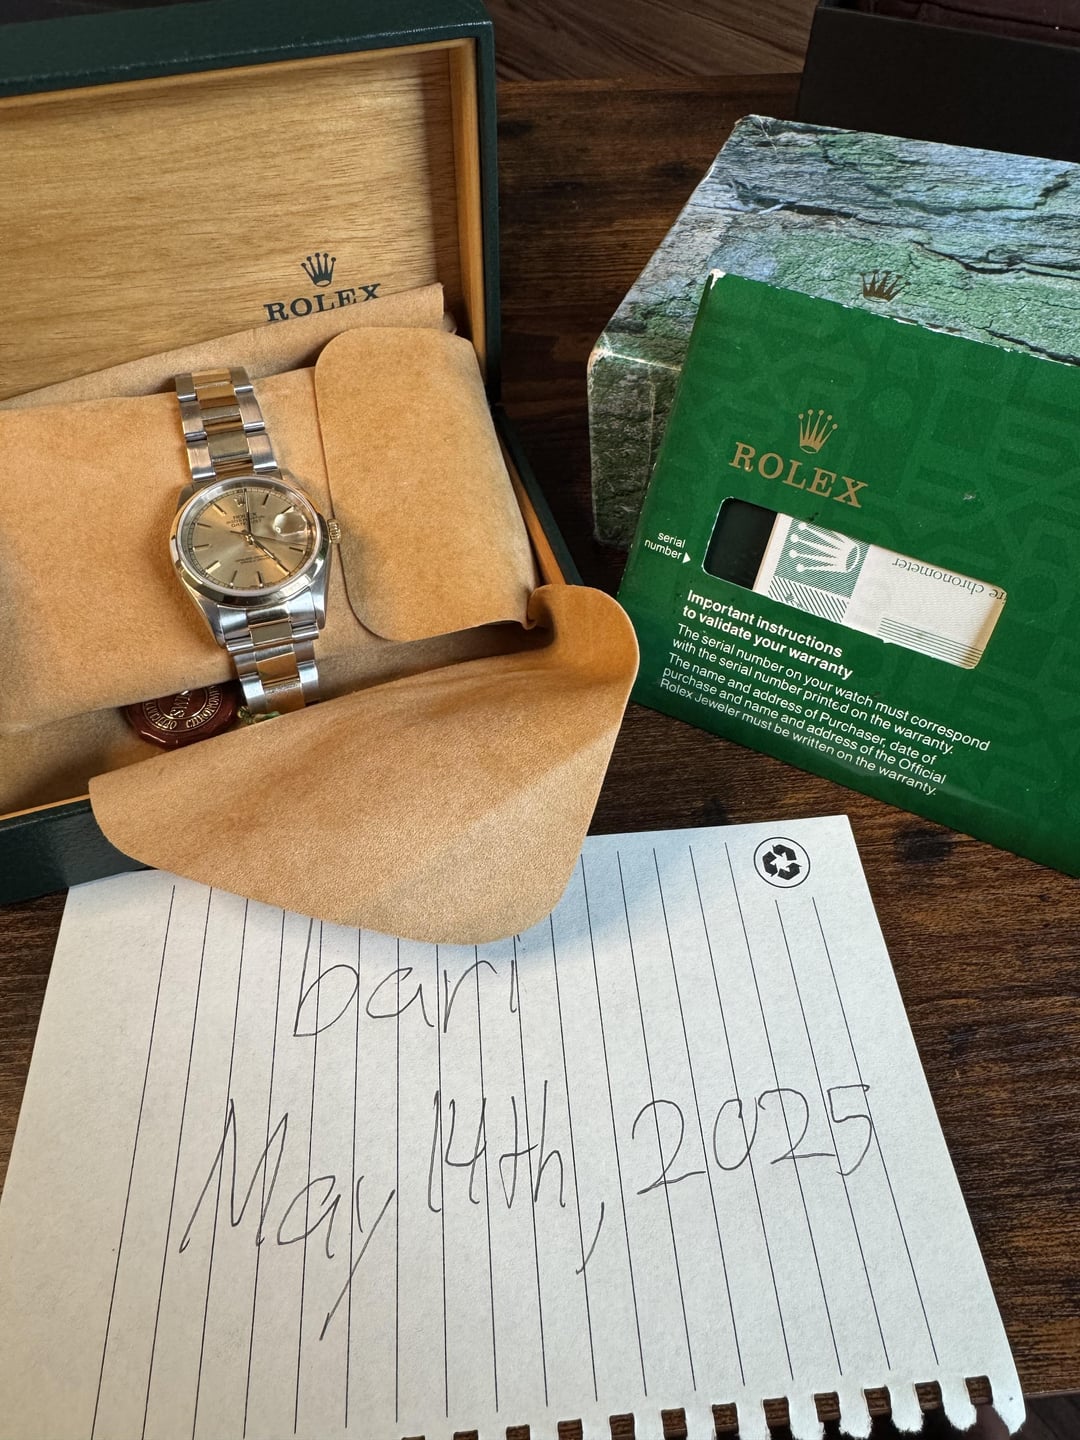 ROLEX
ROLEX
DATEJUST
ROLEX
serial
number
chronometer
Important instructions
to validate your warranty
The serial number on your watch must correspond
with the serial number printed on the warranty.
The name and address of Purchaser, date of
purchase and name and address of the Official
Rolex Jeweler must be written on the warranty.
bari
May 14th, 2025